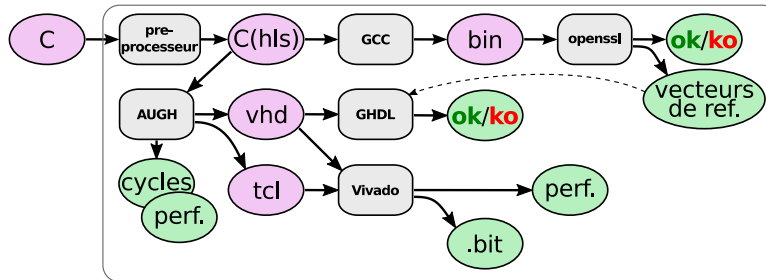 C
pre-
processeur
C(hls)
GCC
bin
openssl
ok/ko
vecteurs
de ref.
AUGH
vhd
GHDL
ok/ko
cycles
perf.
tcl
Vivado
perf.
.bit